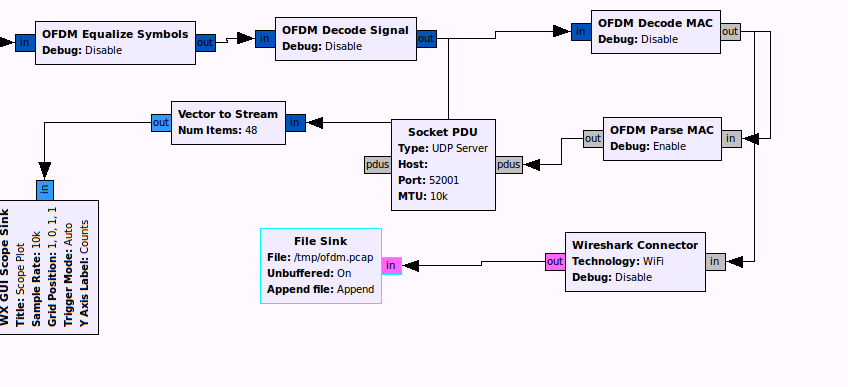 in
OFDM Equalize Symbols
Debug: Disable
out
in
OFDM Decode Signal
Debug: Disable
out
in
OFDM Decode MAC
Debug: Disable
out
out
Vector to Stream
Num Items: 48
in
Socket PDU
Type: UDP Server
Host:
Port: 52001
MTU: 10k
pdus
pdus
out
OFDM Parse MAC
Debug: Enable
in
in
WX GUI Scope Sink
Title: Scope Plot
Sample Rate: 10k
Grid Position: 1, 0, 1, 1
Trigger Mode: Auto
Y Axis Label: Counts
File Sink
File: /tmp/ofdm.pcap
Unbuffered: On
Append file: Append
in
out
Wireshark Connector
Technology: WiFi
Debug: Disable
in